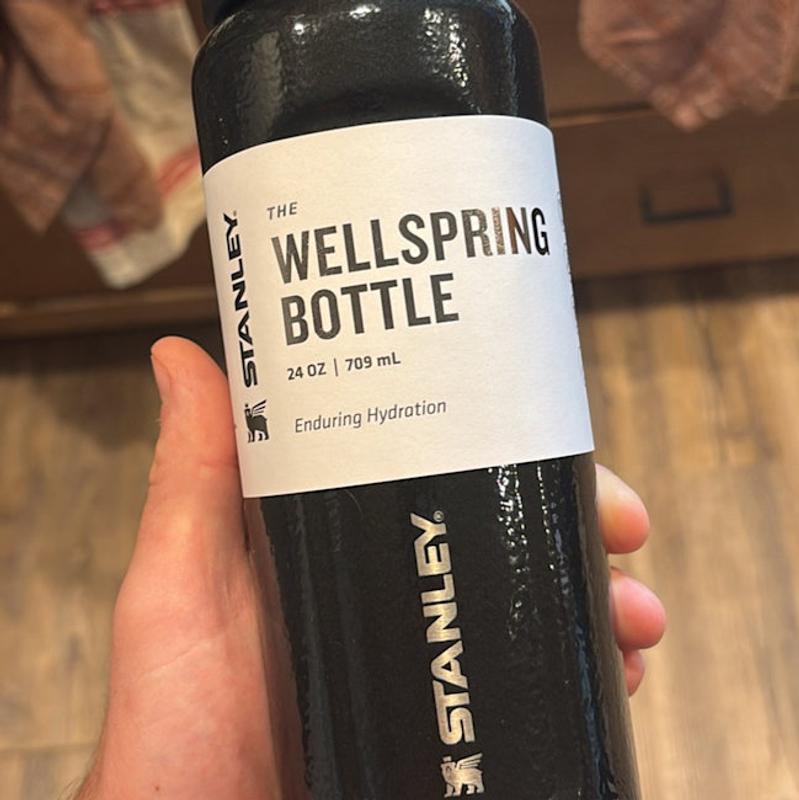 STANLEY®
THE
WELLSPRING
BOTTLE
24 OZ | 709 mL
Enduring Hydration
STANLEY®